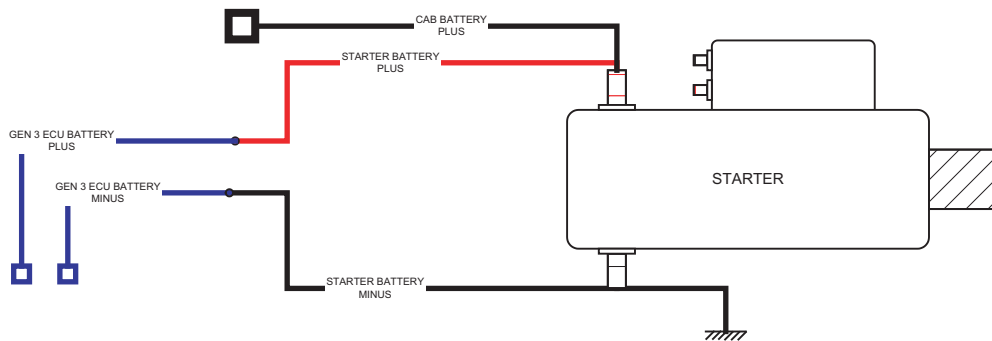 CAB BATTERY
PLUS
STARTER BATTERY
PLUS
GEN 3 ECU BATTERY
PLUS
GEN 3 ECU BATTERY
MINUS
STARTER
STARTER BATTERY
MINUS